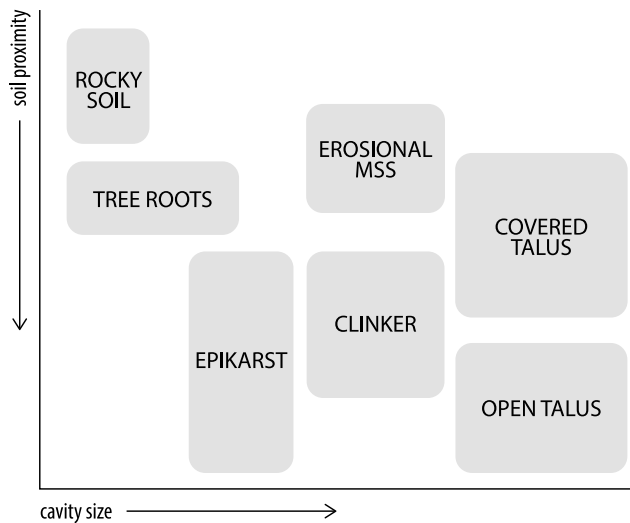 soil proximity
ROCKY
SOIL
TREE ROOTS
EROSIONAL
MSS
COVERED
TALUS
EPIKARST
CLINKER
OPEN TALUS
cavity size